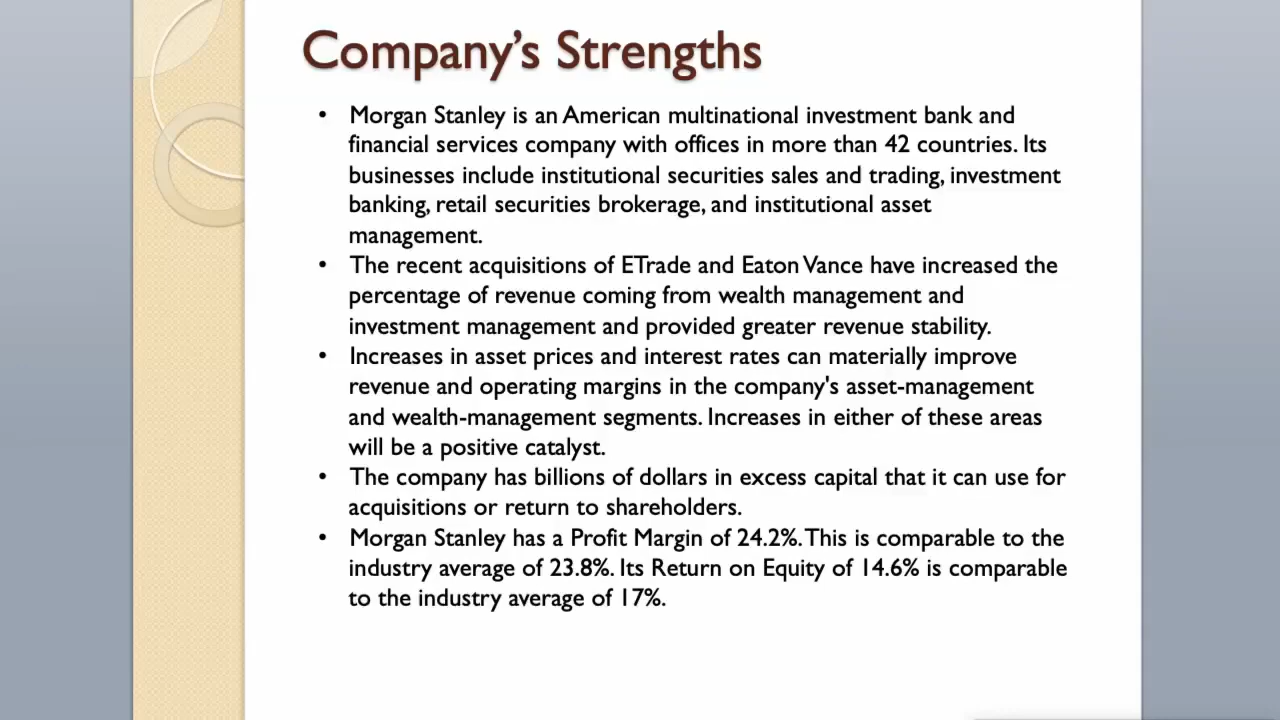 Company’s Strengths
• Morgan Stanley is an American multinational investment bank and
financial services company with offices in more than 42 countries. Its
businesses include institutional securities sales and trading, investment
banking, retail securities brokerage, and institutional asset
management.
• The recent acquisitions of ETrade and Eaton Vance have increased the
percentage of revenue coming from wealth management and
investment management and provided greater revenue stability.
• Increases in asset prices and interest rates can materially improve
revenue and operating margins in the company's asset-management
and wealth-management segments. Increases in either of these areas
will be a positive catalyst.
• The company has billions of dollars in excess capital that it can use for
acquisitions or return to shareholders.
• Morgan Stanley has a Profit Margin of 24.2%. This is comparable to the
industry average of 23.8%. Its Return on Equity of 14.6% is comparable
to the industry average of 17%.